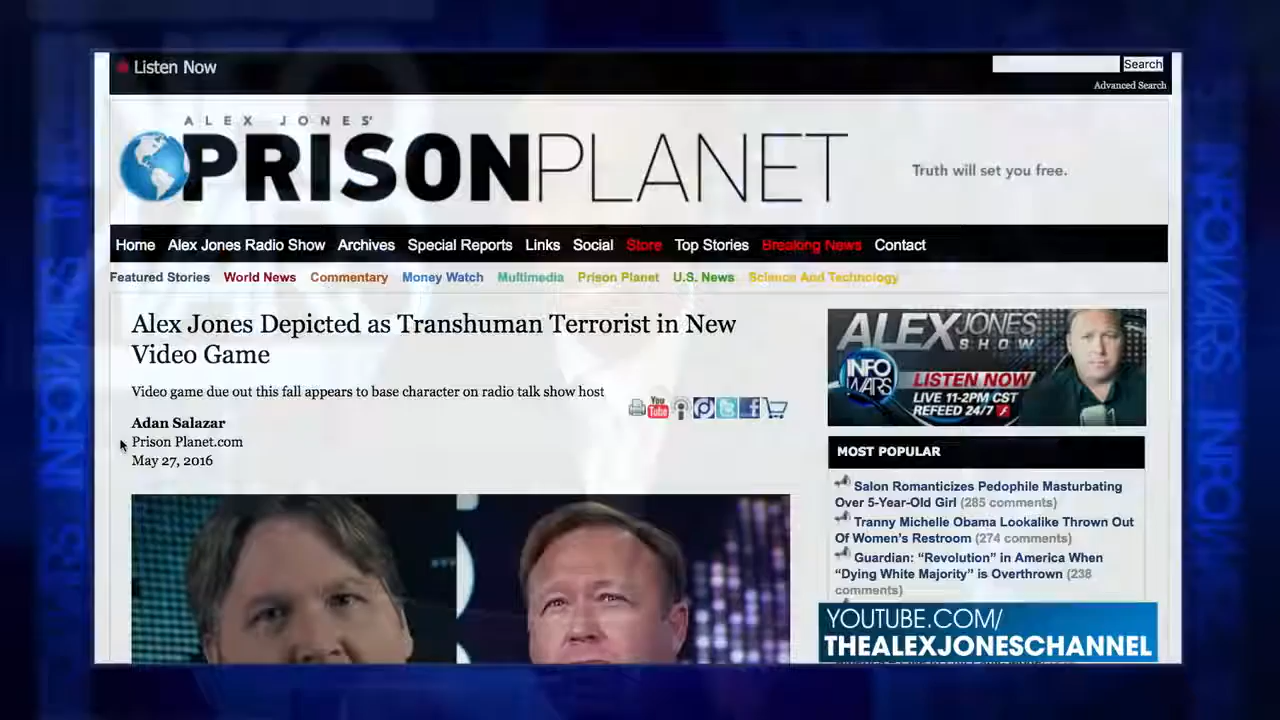 Listen Now
Search
Advanced Search
ALEX JONES'
PRISONPLANET
Truth will set you free.
Home Alex Jones Radio Show Archives Special Reports Links Social Store Top Stories Breaking News Contact
Featured Stories World News Commentary Money Watch Multimedia Prison Planet U.S. News Science And Technology
Alex Jones Depicted as Transhuman Terrorist in New
Video Game
Video game due out this fall appears to base character on radio talk show host
Adan Salazar
Prison Planet.com
May 27, 2016
You
Tube
ALEX JONES
SHOW
INFO
WARS
LISTEN NOW
LIVE 11-2PM CST
REFEED 24/7
MOST POPULAR
Salon Romanticizes Pedophile Masturbating
Over 5-Year-Old Girl (285 comments)
Tranny Michelle Obama Lookalike Thrown Out
Of Women's Restroom (274 comments)
Guardian: “Revolution” in America When
“Dying White Majority” is Overthrown (238
comments)
YOUTUBE.COM/
THEALEXJONESCHANNEL
INFOWARS
INFOWARS